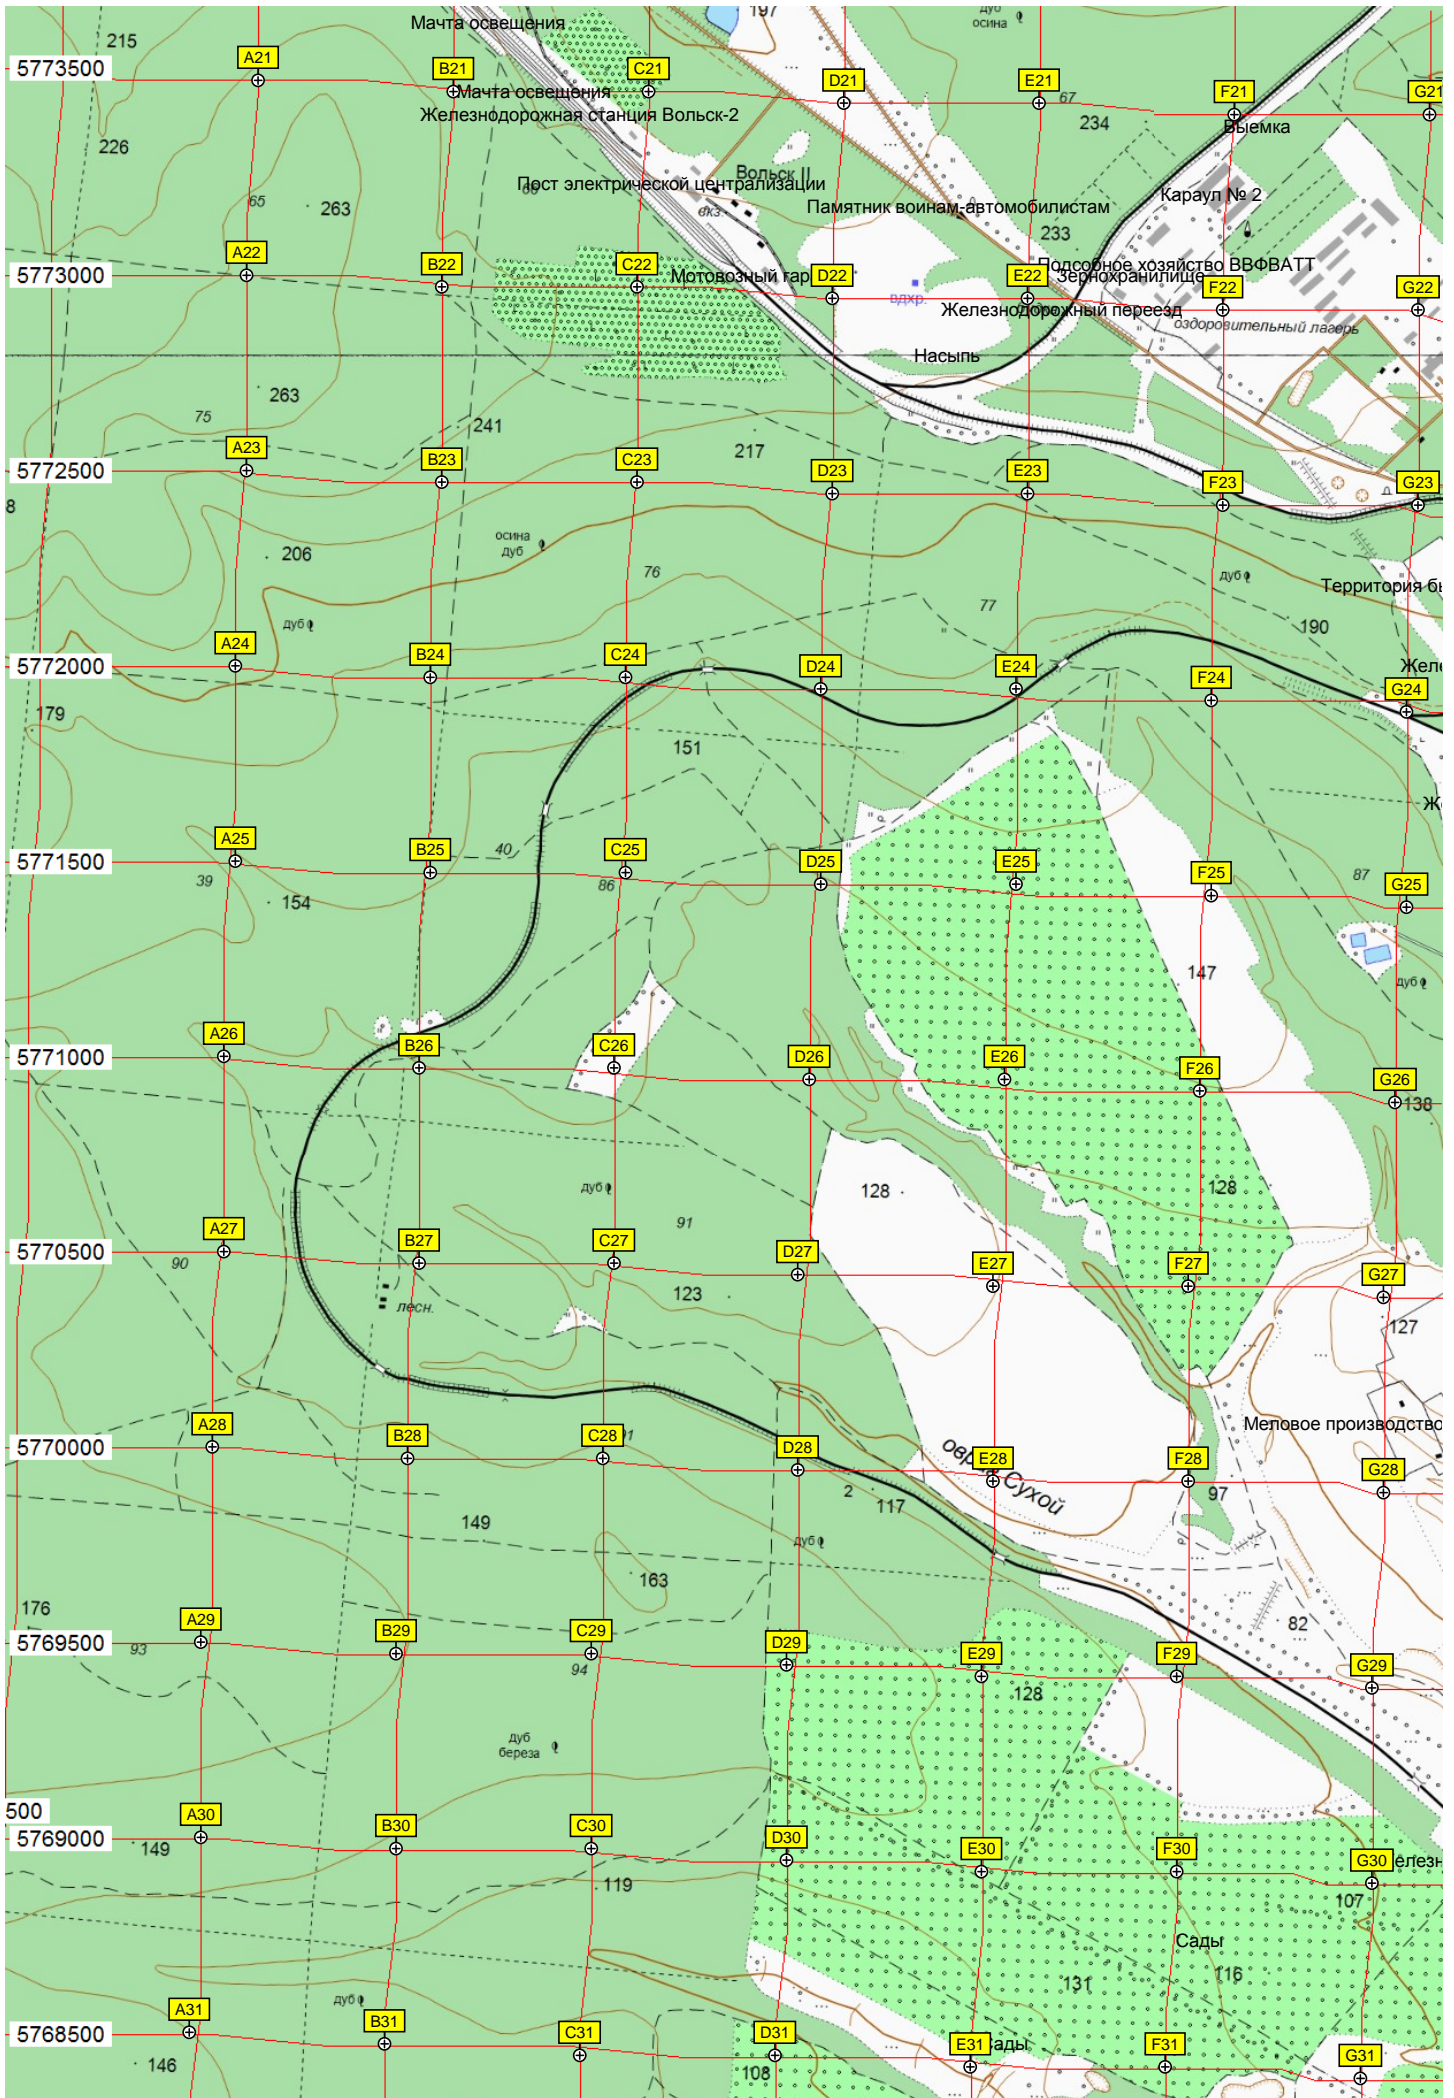 Мачта освещения
197
дуб
осина
215
5773500
A21
B21
C21
D21
E21
67
F21
G21
Мачта освещения
Железнодорожная станция Вольск-2
234
Выемка
226
Вольск II
Пост электрической централизации
Караул № 2
65
263
вкз.
Памятник воинам-автомобилистам
233
A22
5773000
B22
C22
Мотовозный гар
D22
E22
Подсобное хозяйство ВВФВАТТ
Зернохранилище
F22
G22
вдхр.
Железнодорожный переезд
оздоровительный лагерь
Насыпь
263
75
241
217
A23
5772500
B23
C23
D23
E23
F23
G23
8
осина
дуб
206
76
77
дуб
Территория бы
дуб
190
A24
5772000
B24
C24
D24
E24
F24
Желе
G24
179
151
Ж
A25
5771500
B25
40
C25
86
D25
E25
F25
87
G25
39
154
147
дуб
A26
5771000
B26
C26
D26
E26
F26
G26
138
дуб
128
128
91
A27
5770500
90
B27
C27
D27
E27
F27
G27
лесн.
123
127
A28
5770000
B28
C28
91
D28
овраг Сухой
E28
F28
Меловое производство
G28
2
117
97
149
дуб
163
176
A29
5769500
93
B29
C29
94
D29
E29
F29
82
G29
128
дуб
береза
500
A30
5769000
149
B30
C30
D30
E30
F30
G30
елезн
119
107
Сады
131
116
дуб
A31
5768500
B31
C31
D31
E31
Сады
F31
G31
146
108